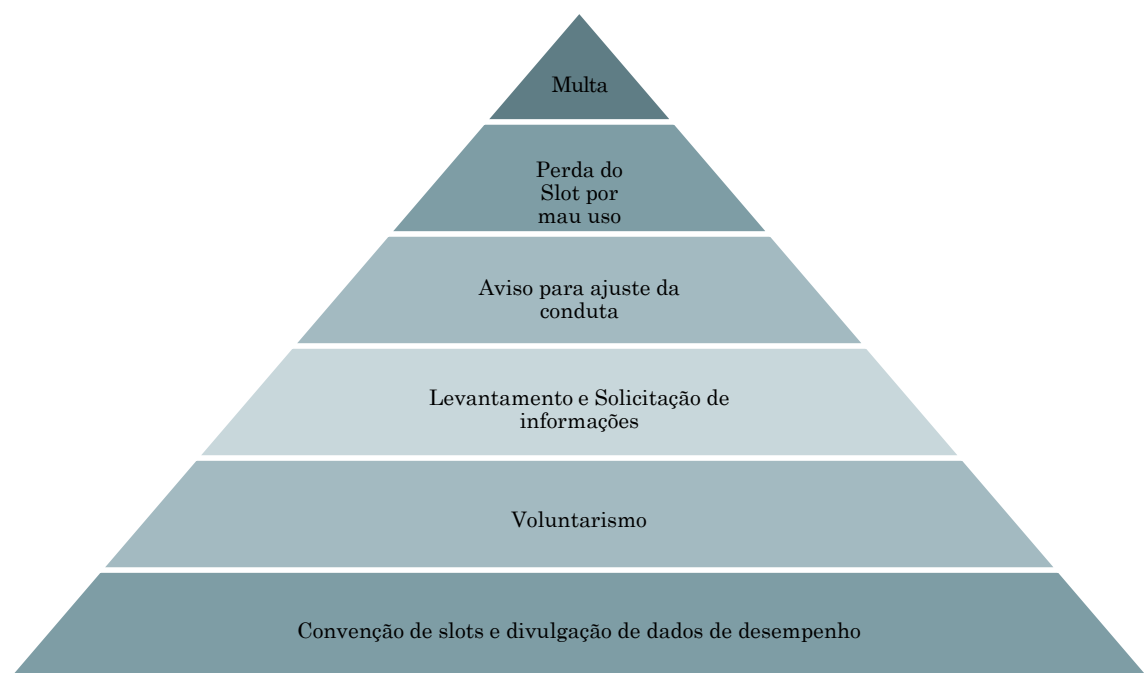 Multa
Perda do
Slot por
mau uso
Aviso para ajuste da
conduta
Levantamento e Solicitação de
informações
Voluntarismo
Convenção de slots e divulgação de dados de desempenho